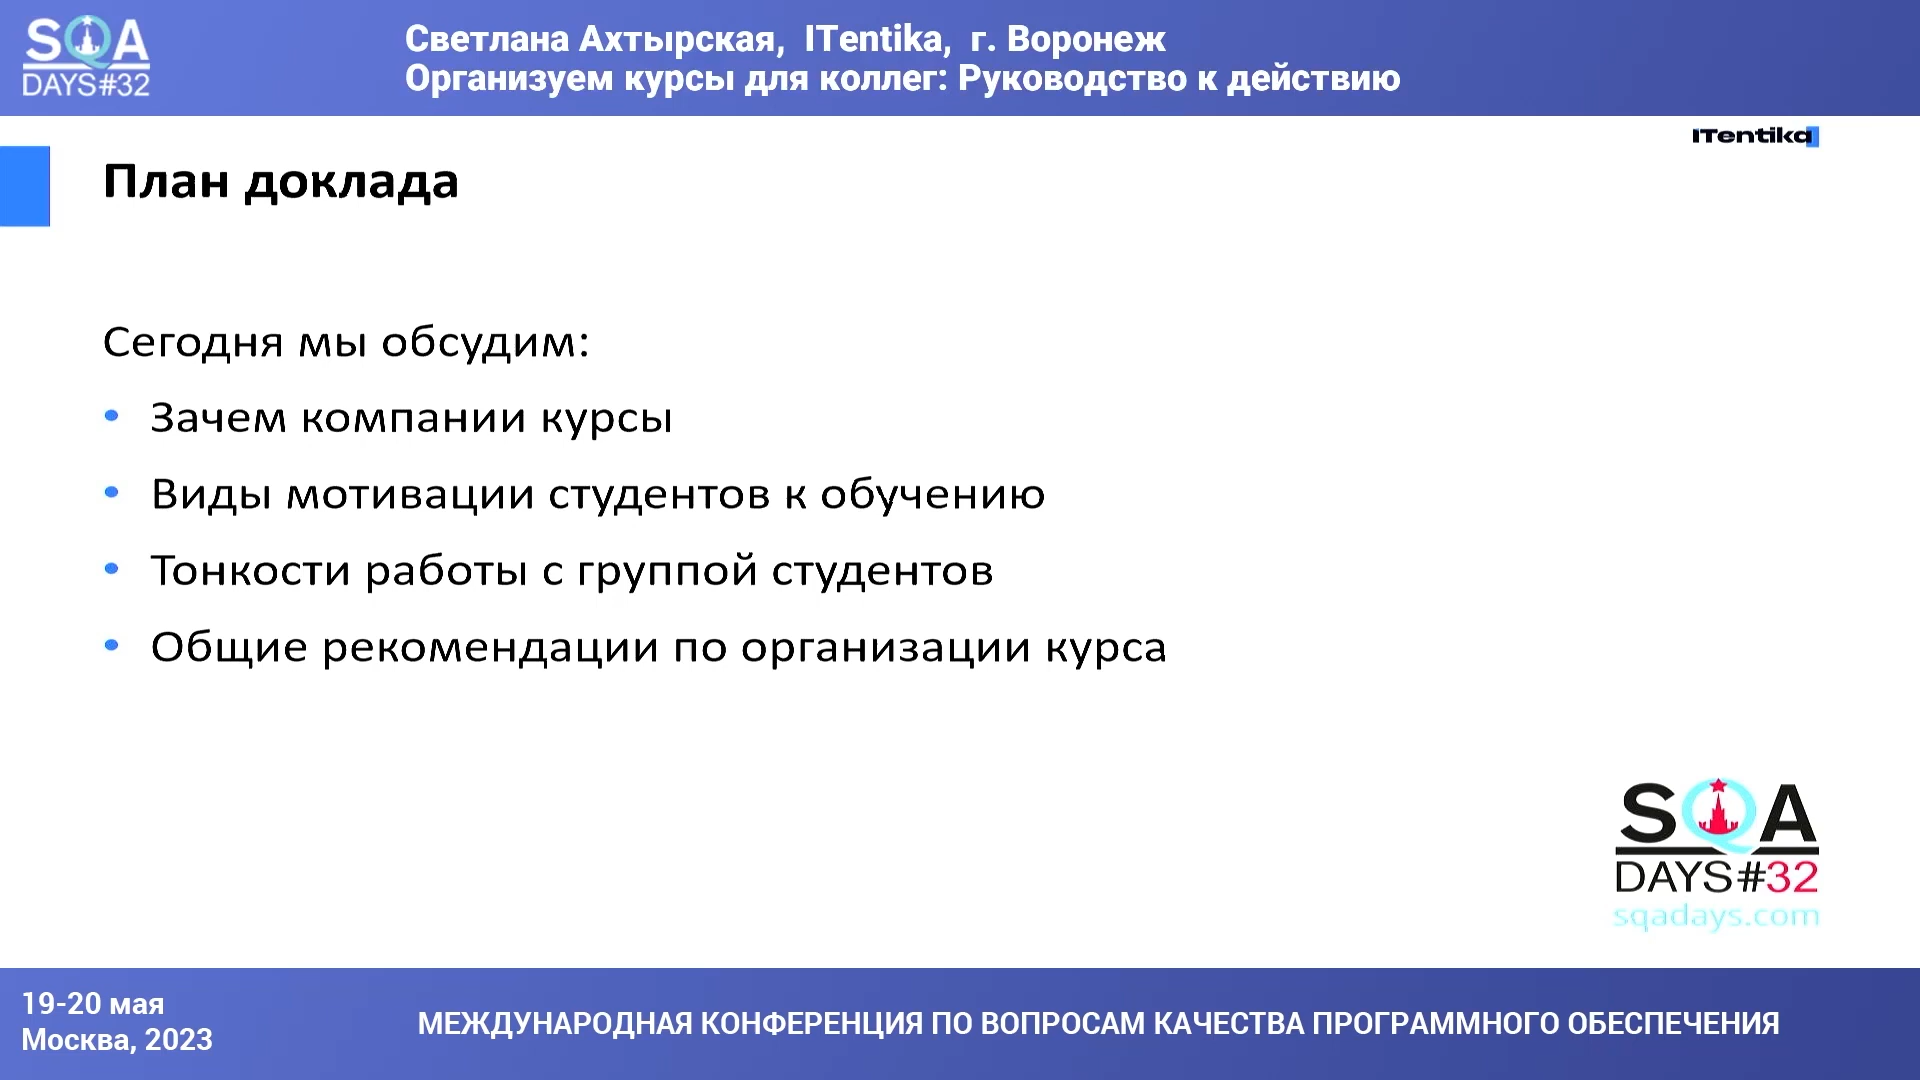 SQA
DAYS#32
Светлана Ахтырская, ITentika, г. Воронеж
Организуем курсы для коллег: Руководство к действию
ITentika
План доклада
Сегодня мы обсудим:
• Зачем компании курсы
• Виды мотивации студентов к обучению
• Тонкости работы с группой студентов
• Общие рекомендации по организации курса
SQA
DAYS#32
sqadays.com
19-20 мая
Москва, 2023
МЕЖДУНАРОДНАЯ КОНФЕРЕНЦИЯ ПО ВОПРОСАМ КАЧЕСТВА ПРОГРАММНОГО ОБЕСПЕЧЕНИЯ